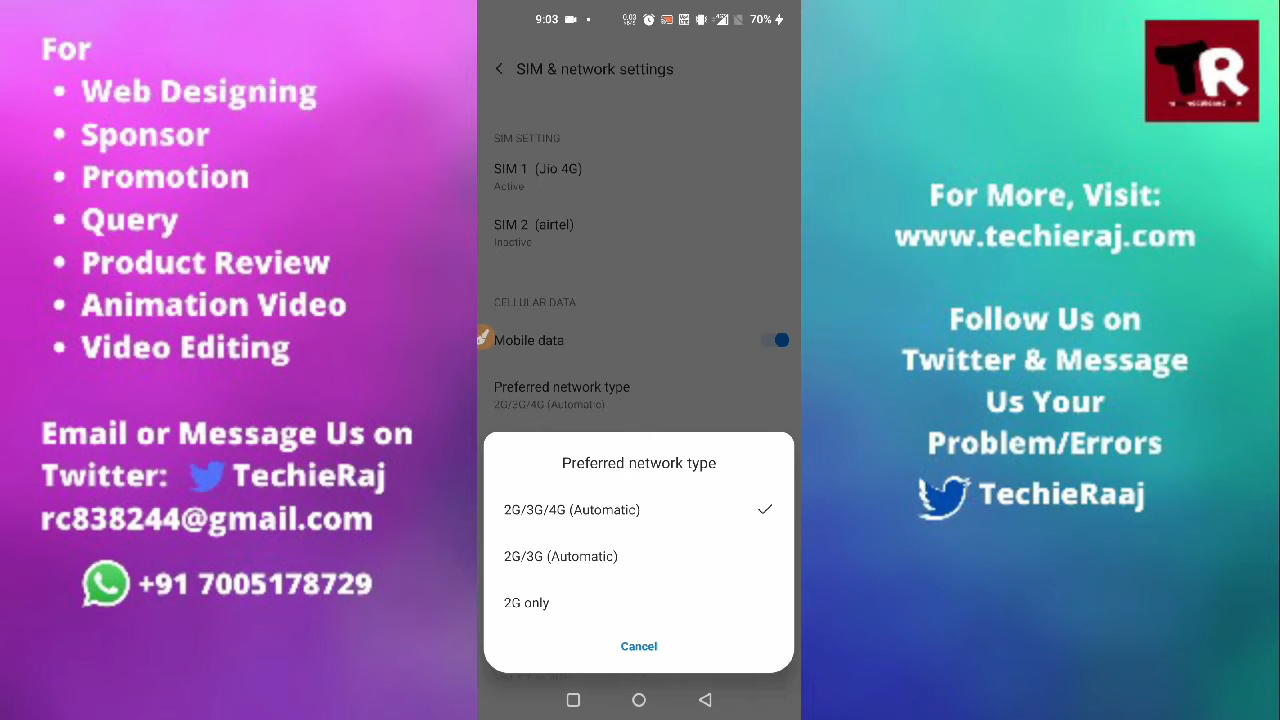 For
• Web Designing
• Sponsor
• Promotion
• Query
• Product Review
• Animation Video
• Video Editing
Email or Message Us on
Twitter: TechieRaj
rc838244@gmail.com
+91 7005178729
9:03
70%
SIM & network settings
SIM SETTING
SIM 1 (Jio 4G)
Active
SIM 2 (airtel)
Inactive
CELLULAR DATA
Mobile data
Preferred network type
2G/3G/4G (Automatic)
Preferred network type
2G/3G/4G (Automatic)
2G/3G (Automatic)
2G only
Cancel
TR
For More, Visit:
www.techieraj.com
Follow Us on
Twitter & Message
Us Your
Problem/Errors
TechieRaaj